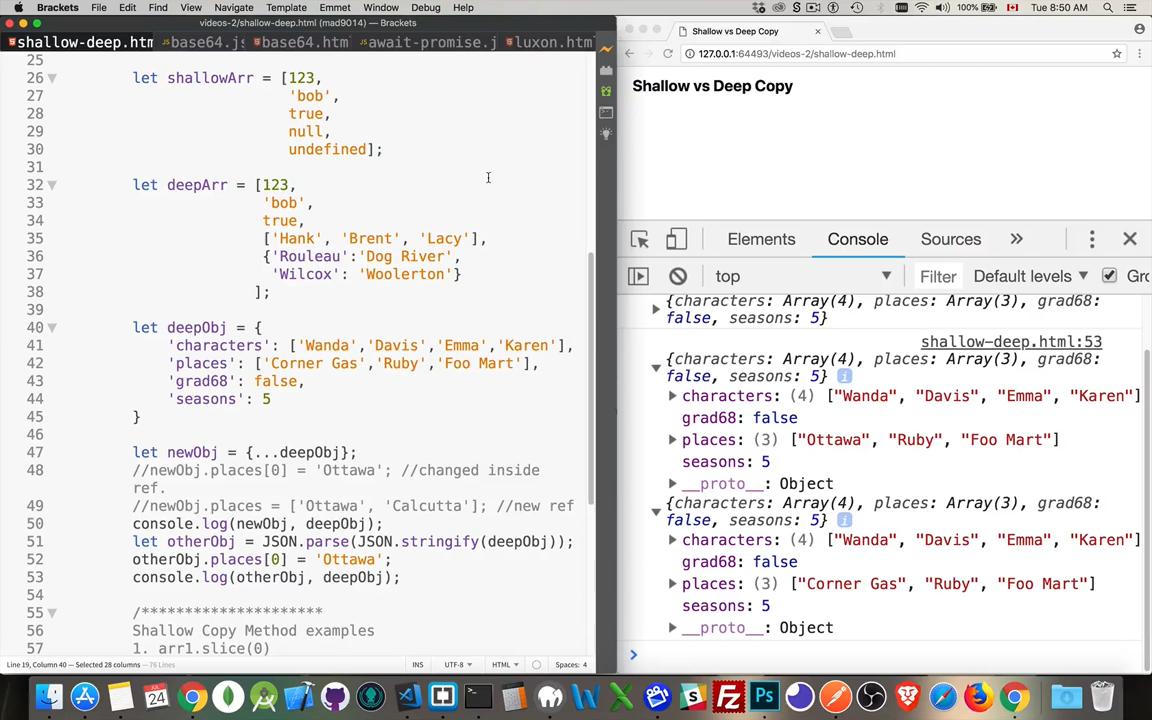 Brackets File Edit Find View Navigate Template Emmet Window Debug Help 100% Tue 8:50 AM
videos-2/shallow-deep.html (mad9014) — Brackets
shallow-deep.htm base64.js base64.htm await-promise.j luxon.htm
25
26 let shallowArr = [123,
27 'bob',
28 true,
29 null,
30 undefined];
31
32 let deepArr = [123,
33 'bob',
34 true,
35 ['Hank', 'Brent', 'Lacy'],
36 {'Rouleau':'Dog River',
37 'Wilcox': 'Woolerton'}
38 ];
39
40 let deepObj = {
41 'characters': ['Wanda','Davis','Emma','Karen'],
42 'places': ['Corner Gas','Ruby','Foo Mart'],
43 'grad68': false,
44 'seasons': 5
45 }
46
47 let newObj = {...deepObj};
48 //newObj.places[0] = 'Ottawa'; //changed inside
ref.
49 //newObj.places = ['Ottawa', 'Calcutta']; //new ref
50 console.log(newObj, deepObj);
51 let otherObj = JSON.parse(JSON.stringify(deepObj));
52 otherObj.places[0] = 'Ottawa';
53 console.log(otherObj, deepObj);
54
55 /*********************
56 Shallow Copy Method examples
57 1. arr1.slice(0)
Line 19, Column 40 — Selected 28 columns — 76 Lines INS UTF-8 HTML Spaces: 4
Shallow vs Deep Copy
127.0.0.1:64493/videos-2/shallow-deep.html
Shallow vs Deep Copy
Elements Console Sources »
top Filter Default levels Gro
{characters: Array(4), places: Array(3), grad68:
false, seasons: 5}
shallow-deep.html:53
{characters: Array(4), places: Array(3), grad68:
false, seasons: 5}
characters: (4) ["Wanda", "Davis", "Emma", "Karen"]
grad68: false
places: (3) ["Ottawa", "Ruby", "Foo Mart"]
seasons: 5
__proto__: Object
{characters: Array(4), places: Array(3), grad68:
false, seasons: 5}
characters: (4) ["Wanda", "Davis", "Emma", "Karen"]
grad68: false
places: (3) ["Corner Gas", "Ruby", "Foo Mart"]
seasons: 5
__proto__: Object